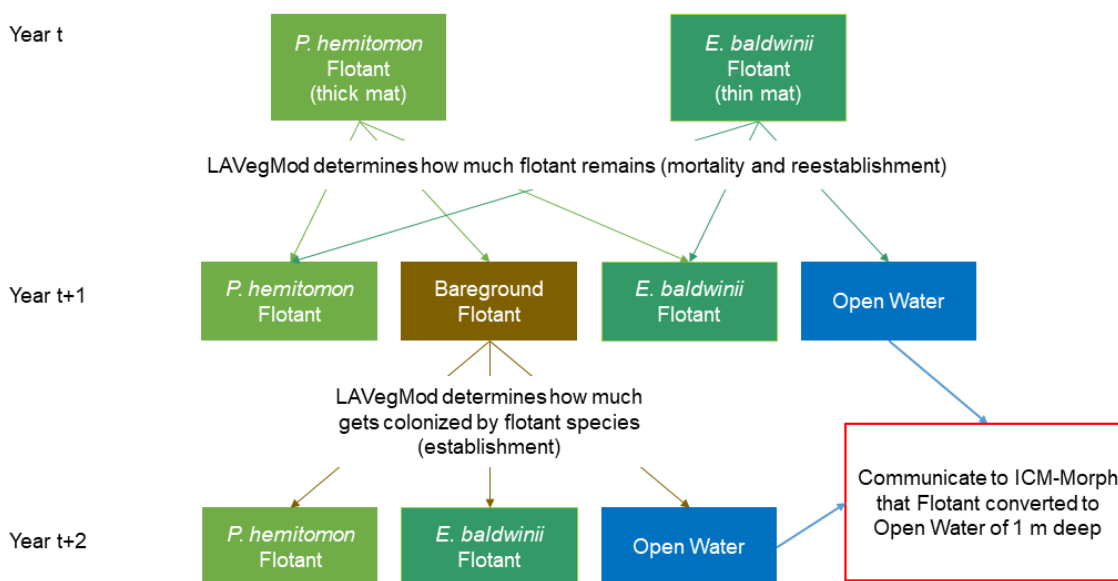 Year t
P. hemitomon
Flotant
(thick mat)
E. baldwinii
Flotant
(thin mat)
LAVegMod determines how much flotant remains (mortality and reestablishment)
Year t+1
P. hemitomon
Flotant
Bareground
Flotant
E. baldwinii
Flotant
Open Water
LAVegMod determines how much
gets colonized by flotant species
(establishment)
Communicate to ICM-Morph
that Flotant converted to
Open Water of 1 m deep
Year t+2
P. hemitomon
Flotant
E. baldwinii
Flotant
Open Water